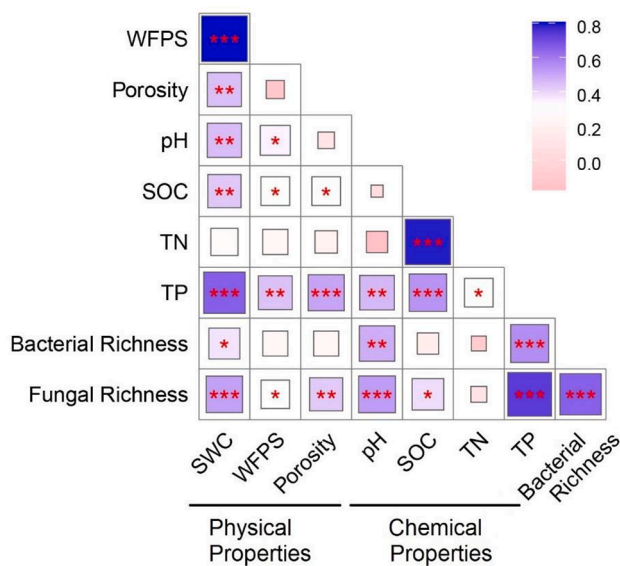 WFPS
***
Porosity
**
pH
** *
SOC
** * *
TN
***
TP
*** ** *** ** *** *
Bacterial Richness
* ** ***
Fungal Richness
*** * ** *** * *** ***
SWC
WFPS
Porosity
pH
SOC
TN
TP
Bacterial
Richness
Physical
Properties
Chemical
Properties
0.8
0.6
0.4
0.2
0.0